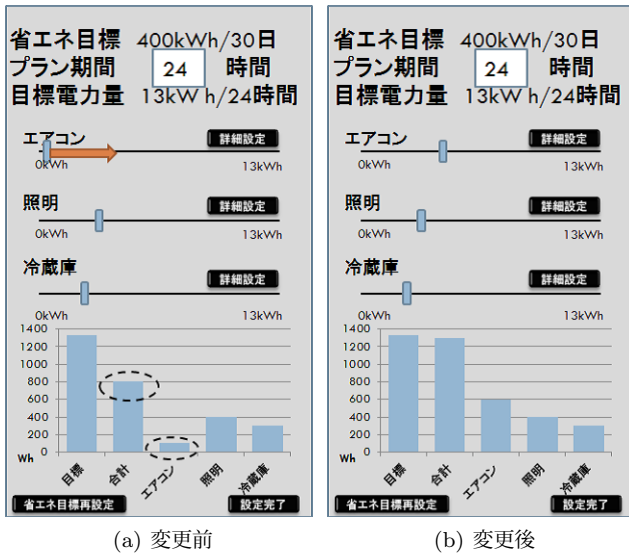 省エネ目標 400kWh/30日
プラン期間 24 時間
目標電力量 13kWh/24時間
エアコン 詳細設定
0kWh 13kWh
照明 詳細設定
0kWh 13kWh
冷蔵庫 詳細設定
0kWh 13kWh
1400
1200
1000
800
600
400
200
0
Wh
目標 合計 エアコン 照明 冷蔵庫
省エネ目標再設定 設定完了
(a) 変更前
省エネ目標 400kWh/30日
プラン期間 24 時間
目標電力量 13kWh/24時間
エアコン 詳細設定
0kWh 13kWh
照明 詳細設定
0kWh 13kWh
冷蔵庫 詳細設定
0kWh 13kWh
1400
1200
1000
800
600
400
200
0
Wh
目標 合計 エアコン 照明 冷蔵庫
省エネ目標再設定 設定完了
(b) 変更後